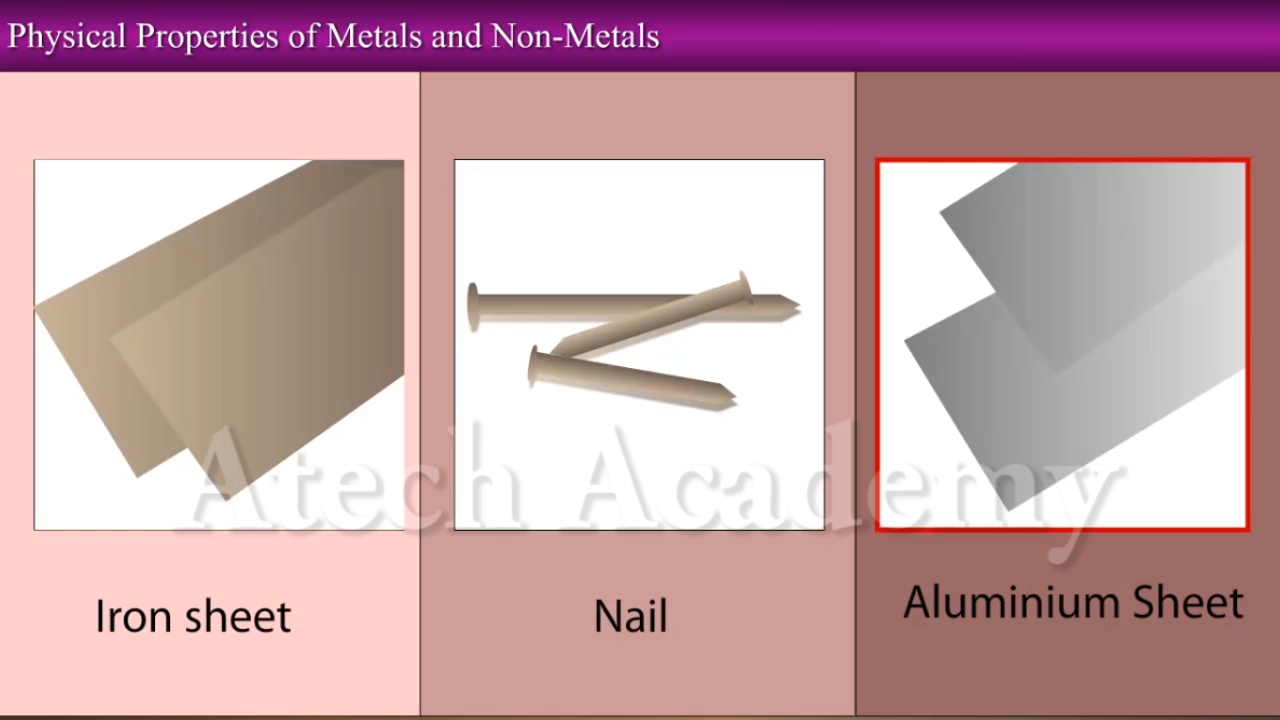 Physical Properties of Metals and Non-Metals
Atech Academy
Iron sheet
Nail
Aluminium Sheet